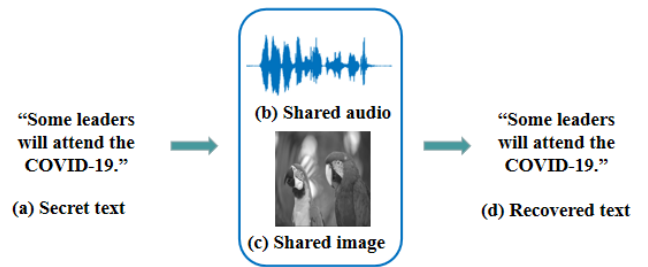 “Some leaders
will attend the
COVID-19.”
(a) Secret text
(b) Shared audio
(c) Shared image
“Some leaders
will attend the
COVID-19.”
(d) Recovered text